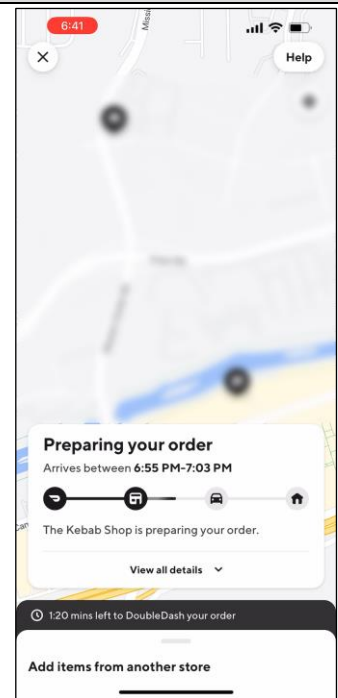 6:41
Help
Preparing your order
Arrives between 6:55 PM-7:03 PM
The Kebab Shop is preparing your order.
View all details
1:20 mins left to DoubleDash your order
Add items from another store